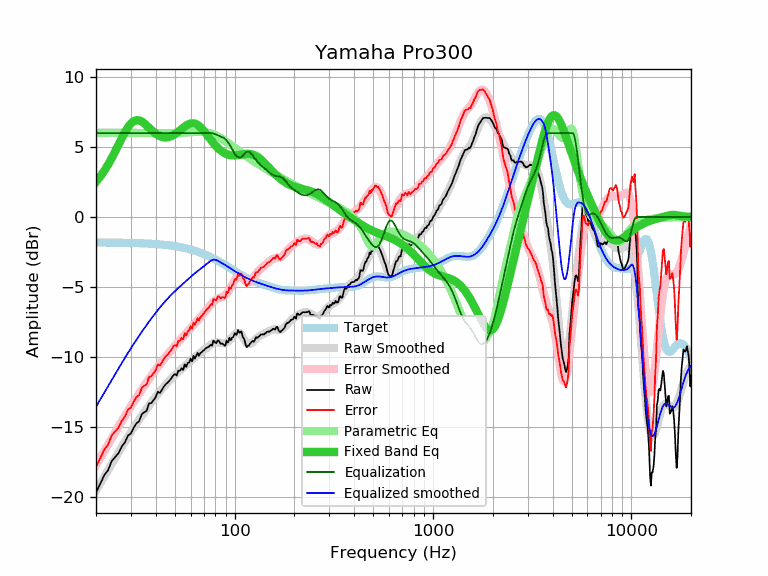 Yamaha Pro300
10
5
0
−5
−10
−15
−20
Amplitude (dBr)
Target
Raw Smoothed
Error Smoothed
Raw
Error
Parametric Eq
Fixed Band Eq
Equalization
Equalized smoothed
100
1000
10000
Frequency (Hz)